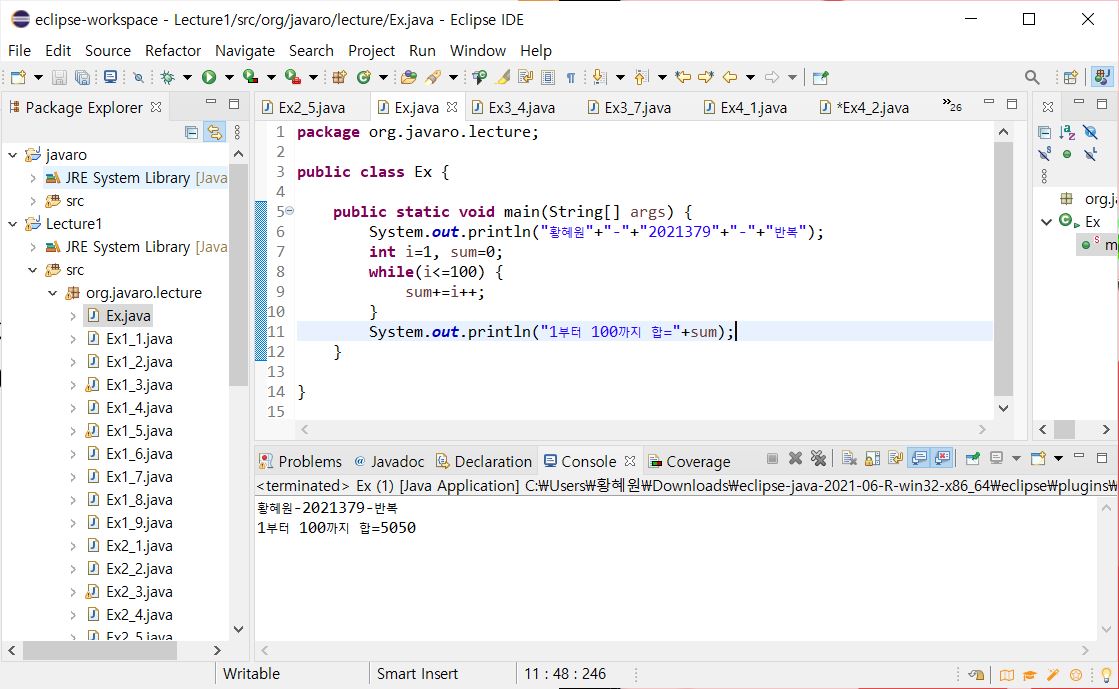 eclipse-workspace - Lecture1/src/org/javaro/lecture/Ex.java - Eclipse IDE
File Edit Source Refactor Navigate Search Project Run Window Help
Package Explorer
javaro
JRE System Library [Java
src
Lecture1
JRE System Library [Java
src
org.javaro.lecture
Ex.java
Ex1_1.java
Ex1_2.java
Ex1_3.java
Ex1_4.java
Ex1_5.java
Ex1_6.java
Ex1_7.java
Ex1_8.java
Ex1_9.java
Ex2_1.java
Ex2_2.java
Ex2_3.java
Ex2_4.java
Ex2_5.java
Ex2_5.java Ex.java Ex3_4.java Ex3_7.java Ex4_1.java *Ex4_2.java »26
1 package org.javaro.lecture;
2
3 public class Ex {
4
5 public static void main(String[] args) {
6 System.out.println("황혜원"+"-"+"2021379"+"-"+"반복");
7 int i=1, sum=0;
8 while(i<=100) {
9 sum+=i++;
10 }
11 System.out.println("1부터 100까지 합="+sum);
12 }
13
14 }
15
org.j
Ex
S m
Problems @ Javadoc Declaration Console Coverage
<terminated> Ex (1) [Java Application] C:₩Users₩황혜원₩Downloads₩eclipse-java-2021-06-R-win32-x86_64₩eclipse₩plugins₩
황혜원-2021379-반복
1부터 100까지 합=5050
Writable Smart Insert 11 : 48 : 246